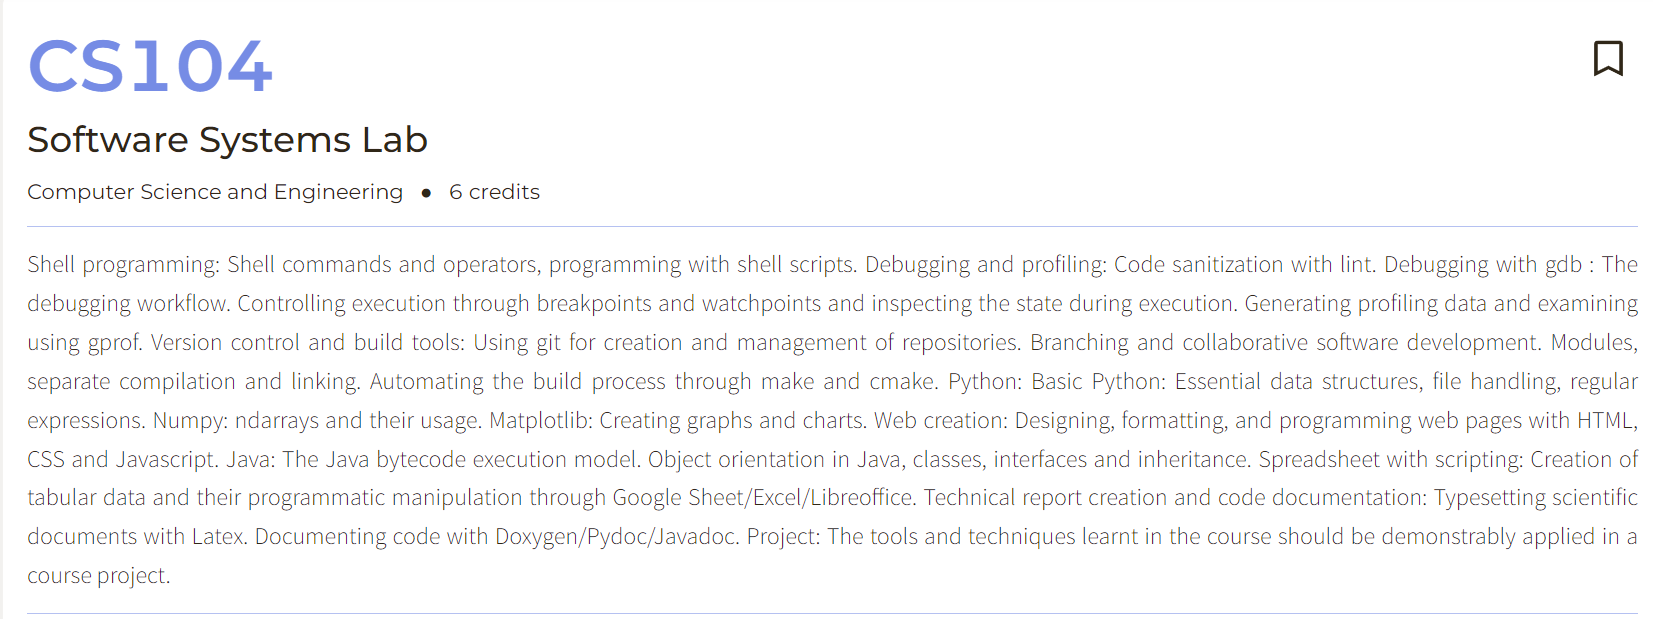 CS104
Software Systems Lab
Computer Science and Engineering ● 6 credits
Shell programming: Shell commands and operators, programming with shell scripts. Debugging and profiling: Code sanitization with lint. Debugging with gdb : The
debugging workflow. Controlling execution through breakpoints and watchpoints and inspecting the state during execution. Generating profiling data and examining
using gprof. Version control and build tools: Using git for creation and management of repositories. Branching and collaborative software development. Modules,
separate compilation and linking. Automating the build process through make and cmake. Python: Basic Python: Essential data structures, file handling, regular
expressions. Numpy: ndarrays and their usage. Matplotlib: Creating graphs and charts. Web creation: Designing, formatting, and programming web pages with HTML,
CSS and Javascript. Java: The Java bytecode execution model. Object orientation in Java, classes, interfaces and inheritance. Spreadsheet with scripting: Creation of
tabular data and their programmatic manipulation through Google Sheet/Excel/Libreoffice. Technical report creation and code documentation: Typesetting scientific
documents with Latex. Documenting code with Doxygen/Pydoc/Javadoc. Project: The tools and techniques learnt in the course should be demonstrably applied in a
course project.